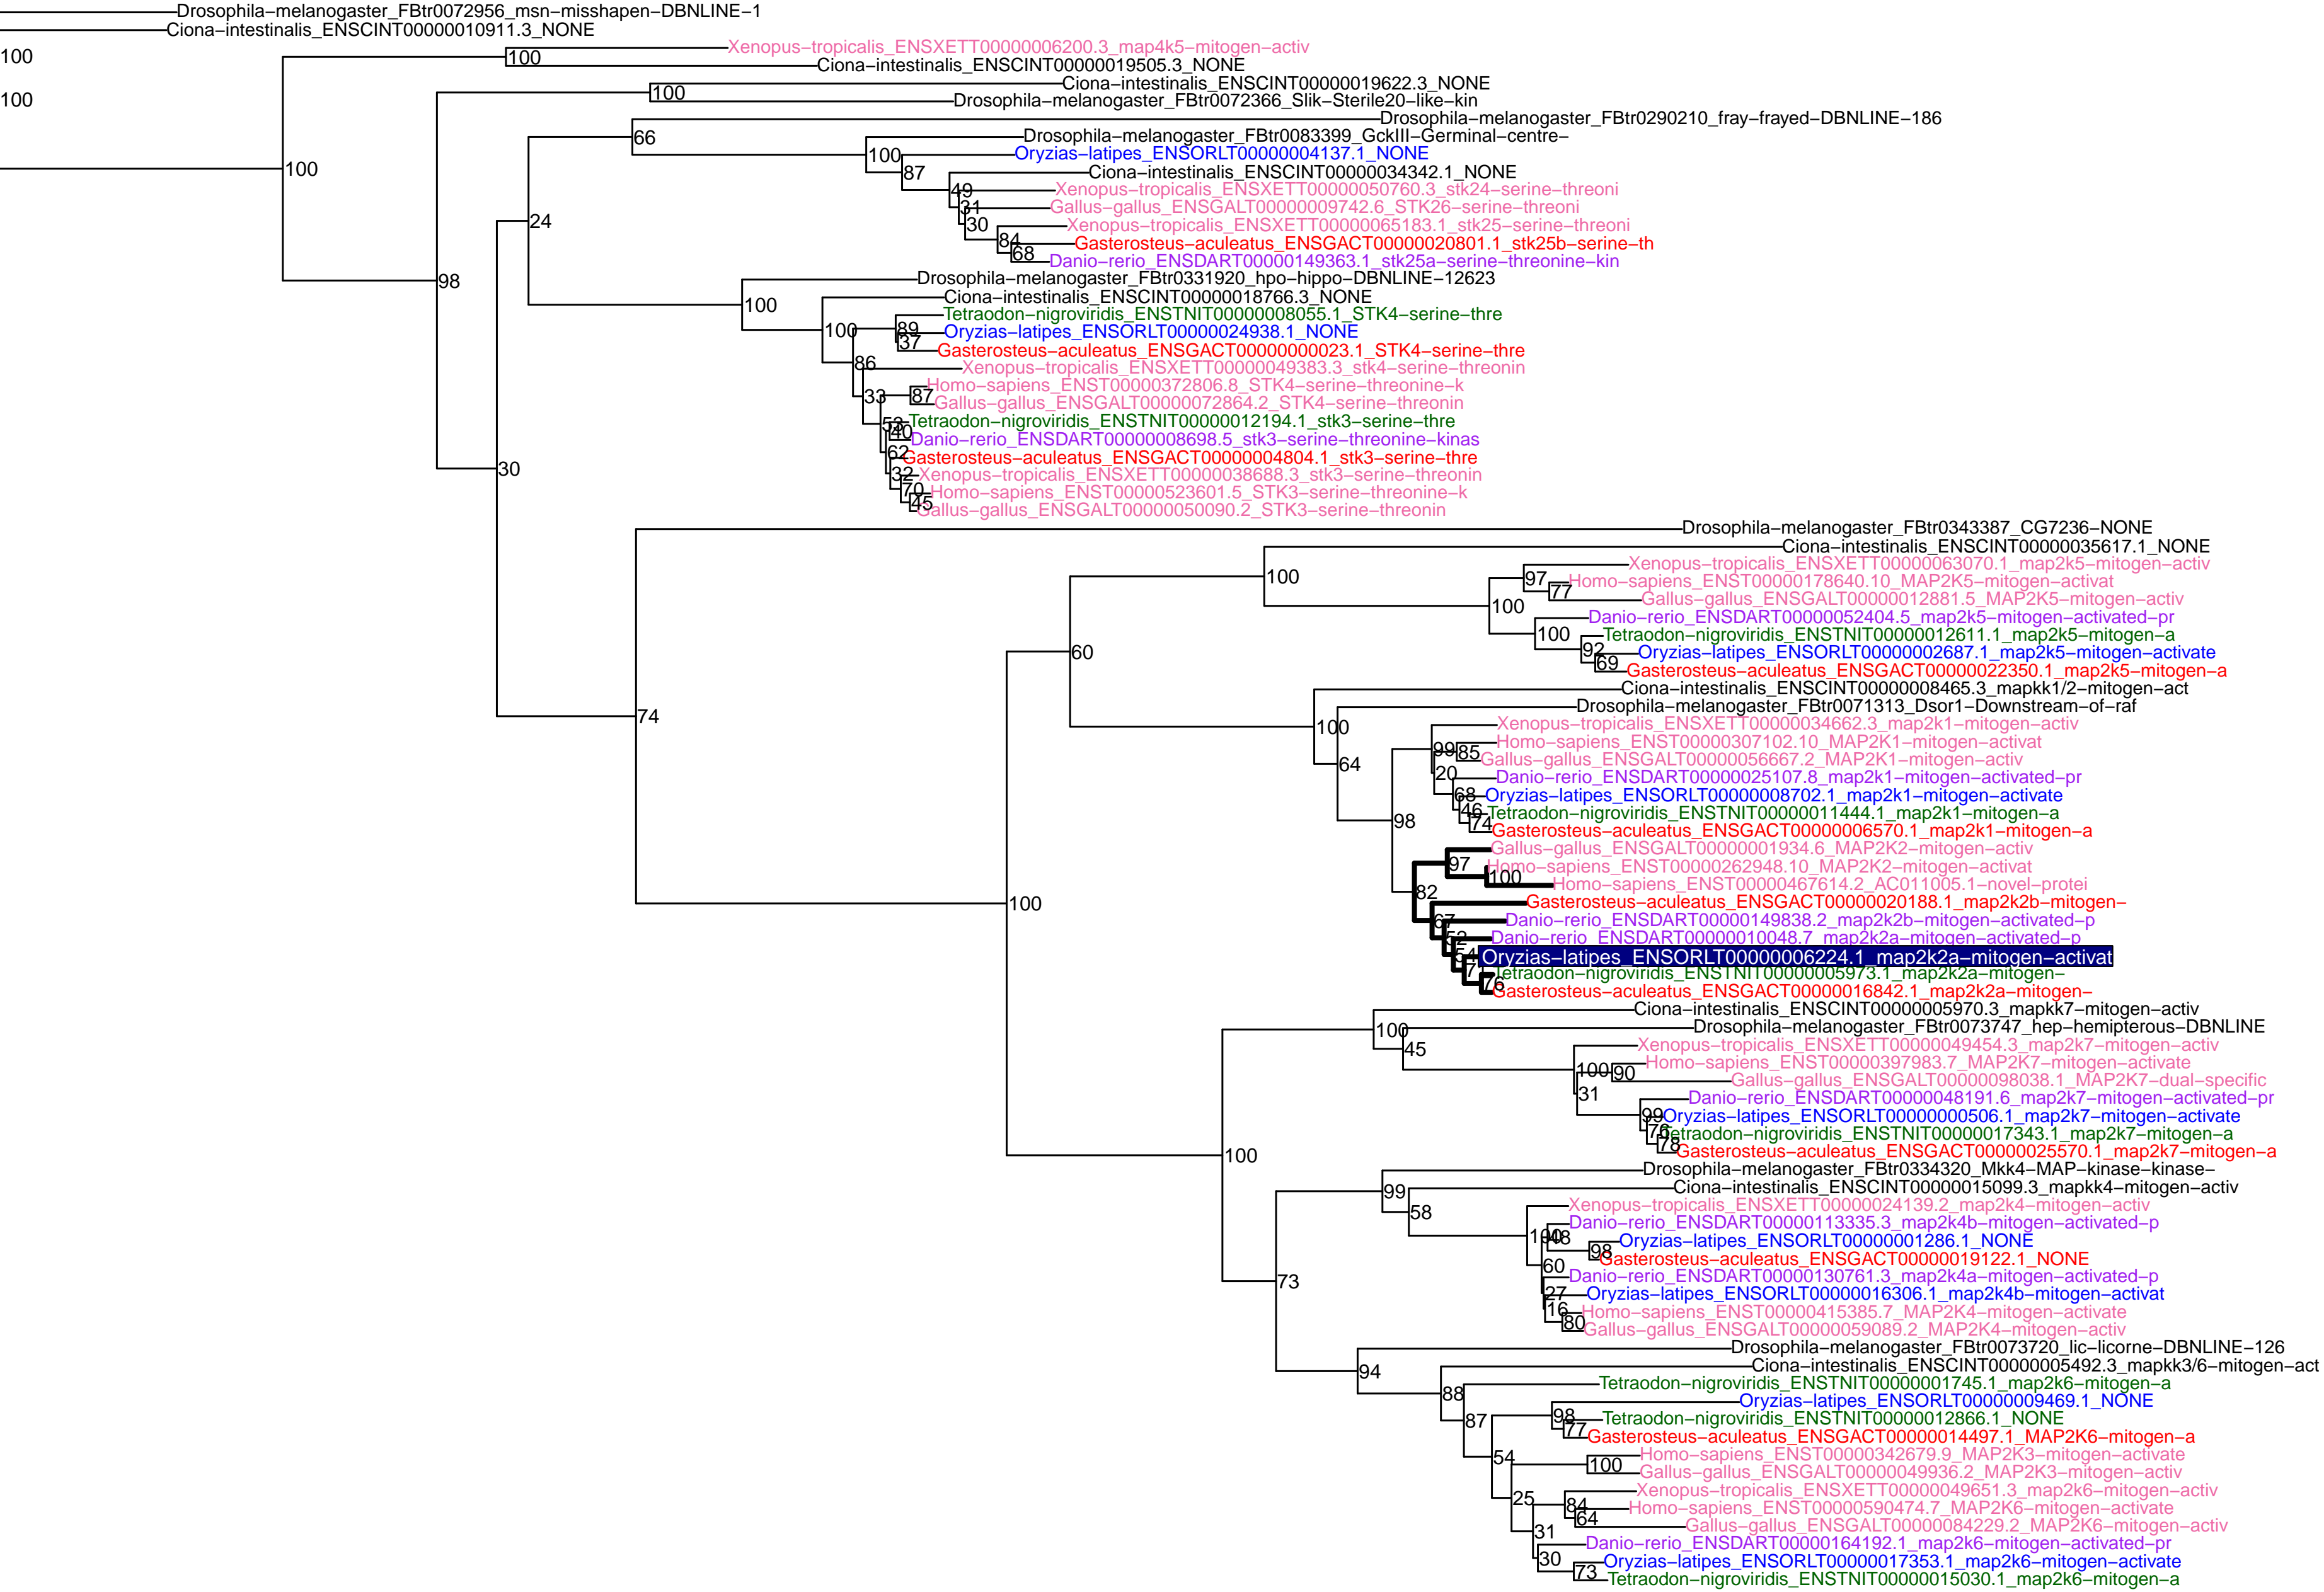 Drosophila−melanogaster_FBtr0072956_msn−misshapen−DBNLINE−1
Ciona−intestinalis_ENSCINT00000010911.3_NONE
100
Xenopus−tropicalis_ENSXETT00000006200.3_map4k5−mitogen−activ
100
Ciona−intestinalis_ENSCINT00000019505.3_NONE
Ciona−intestinalis_ENSCINT00000019622.3_NONE
100
100
Drosophila−melanogaster_FBtr0072366_Slik−Sterile20−like−kin
Drosophila−melanogaster_FBtr0290210_fray−frayed−DBNLINE−186
66
Drosophila−melanogaster_FBtr0083399_GckIII−Germinal−centre−
100
Oryzias−latipes_ENSORLT00000004137.1_NONE
100
87
Ciona−intestinalis_ENSCINT00000034342.1_NONE
49
Xenopus−tropicalis_ENSXETT00000050760.3_stk24−serine−threoni
31
Gallus−gallus_ENSGALT00000009742.6_STK26−serine−threoni
24
30
Xenopus−tropicalis_ENSXETT00000065183.1_stk25−serine−threoni
84
Gasterosteus−aculeatus_ENSGACT00000020801.1_stk25b−serine−th
68
Danio−rerio_ENSDART00000149363.1_stk25a−serine−threonine−kin
98
Drosophila−melanogaster_FBtr0331920_hpo−hippo−DBNLINE−12623
100
Ciona−intestinalis_ENSCINT00000018766.3_NONE
Tetraodon−nigroviridis_ENSTNIT00000008055.1_STK4−serine−thre
100
89
Oryzias−latipes_ENSORLT00000024938.1_NONE
37
Gasterosteus−aculeatus_ENSGACT00000000023.1_STK4−serine−thre
86
Xenopus−tropicalis_ENSXETT00000049383.3_stk4−serine−threonin
Homo−sapiens_ENST00000372806.8_STK4−serine−threonine−k
33
87
Gallus−gallus_ENSGALT00000072864.2_STK4−serine−threonin
Tetraodon−nigroviridis_ENSTNIT00000012194.1_stk3−serine−thre
40
Danio−rerio_ENSDART00000008698.5_stk3−serine−threonine−kinas
62
Gasterosteus−aculeatus_ENSGACT00000004804.1_stk3−serine−thre
30
32
Xenopus−tropicalis_ENSXETT00000038688.3_stk3−serine−threonin
70
Homo−sapiens_ENST00000523601.5_STK3−serine−threonine−k
45
Gallus−gallus_ENSGALT00000050090.2_STK3−serine−threonin
Drosophila−melanogaster_FBtr0343387_CG7236−NONE
Ciona−intestinalis_ENSCINT00000035617.1_NONE
Xenopus−tropicalis_ENSXETT00000063070.1_map2k5−mitogen−activ
100
97
Homo−sapiens_ENST00000178640.10_MAP2K5−mitogen−activat
77
Gallus−gallus_ENSGALT00000012881.5_MAP2K5−mitogen−activ
100
Danio−rerio_ENSDART00000052404.5_map2k5−mitogen−activated−pr
100
Tetraodon−nigroviridis_ENSTNIT00000012611.1_map2k5−mitogen−a
60
92
Oryzias−latipes_ENSORLT00000002687.1_map2k5−mitogen−activate
69
Gasterosteus−aculeatus_ENSGACT00000022350.1_map2k5−mitogen−a
Ciona−intestinalis_ENSCINT00000008465.3_mapkk1/2−mitogen−act
74
Drosophila−melanogaster_FBtr0071313_Dsor1−Downstream−of−raf
100
Xenopus−tropicalis_ENSXETT00000034662.3_map2k1−mitogen−activ
Homo−sapiens_ENST00000307102.10_MAP2K1−mitogen−activat
99
85
64
Gallus−gallus_ENSGALT00000056667.2_MAP2K1−mitogen−activ
20
Danio−rerio_ENSDART00000025107.8_map2k1−mitogen−activated−pr
68
Oryzias−latipes_ENSORLT00000008702.1_map2k1−mitogen−activate
46
Tetraodon−nigroviridis_ENSTNIT00000011444.1_map2k1−mitogen−a
98
74
Gasterosteus−aculeatus_ENSGACT00000006570.1_map2k1−mitogen−a
Gallus−gallus_ENSGALT00000001934.6_MAP2K2−mitogen−activ
97
Homo−sapiens_ENST00000262948.10_MAP2K2−mitogen−activat
100
Homo−sapiens_ENST00000467614.2_AC011005.1−novel−protei
82
100
Gasterosteus−aculeatus_ENSGACT00000020188.1_map2k2b−mitogen−
67
Danio−rerio_ENSDART00000149838.2_map2k2b−mitogen−activated−p
52
Danio−rerio_ENSDART00000010048.7_map2k2a−mitogen−activated−p
54
Oryzias−latipes_ENSORLT00000006224.1_map2k2a−mitogen−activat
Tetraodon−nigroviridis_ENSTNIT00000005973.1_map2k2a−mitogen−
76
Gasterosteus−aculeatus_ENSGACT00000016842.1_map2k2a−mitogen−
Ciona−intestinalis_ENSCINT00000005970.3_mapkk7−mitogen−activ
100
Drosophila−melanogaster_FBtr0073747_hep−hemipterous−DBNLINE
45
Xenopus−tropicalis_ENSXETT00000049454.3_map2k7−mitogen−activ
Homo−sapiens_ENST00000397983.7_MAP2K7−mitogen−activate
100
90
Gallus−gallus_ENSGALT00000098038.1_MAP2K7−dual−specific
31
Danio−rerio_ENSDART00000048191.6_map2k7−mitogen−activated−pr
99
Oryzias−latipes_ENSORLT00000000506.1_map2k7−mitogen−activate
Tetraodon−nigroviridis_ENSTNIT00000017343.1_map2k7−mitogen−a
78
Gasterosteus−aculeatus_ENSGACT00000025570.1_map2k7−mitogen−a
100
Drosophila−melanogaster_FBtr0334320_Mkk4−MAP−kinase−kinase−
99
Ciona−intestinalis_ENSCINT00000015099.3_mapkk4−mitogen−activ
58
Xenopus−tropicalis_ENSXETT00000024139.2_map2k4−mitogen−activ
Danio−rerio_ENSDART00000113335.3_map2k4b−mitogen−activated−p
100
48
Oryzias−latipes_ENSORLT00000001286.1_NONE
98
Gasterosteus−aculeatus_ENSGACT00000019122.1_NONE
60
73
Danio−rerio_ENSDART00000130761.3_map2k4a−mitogen−activated−p
27
Oryzias−latipes_ENSORLT00000016306.1_map2k4b−mitogen−activat
16
Homo−sapiens_ENST00000415385.7_MAP2K4−mitogen−activate
80
Gallus−gallus_ENSGALT00000059089.2_MAP2K4−mitogen−activ
Drosophila−melanogaster_FBtr0073720_lic−licorne−DBNLINE−126
94
Ciona−intestinalis_ENSCINT00000005492.3_mapkk3/6−mitogen−act
Tetraodon−nigroviridis_ENSTNIT00000001745.1_map2k6−mitogen−a
88
Oryzias−latipes_ENSORLT00000009469.1_NONE
87
98
Tetraodon−nigroviridis_ENSTNIT00000012866.1_NONE
77
Gasterosteus−aculeatus_ENSGACT00000014497.1_MAP2K6−mitogen−a
54
Homo−sapiens_ENST00000342679.9_MAP2K3−mitogen−activate
100
Gallus−gallus_ENSGALT00000049936.2_MAP2K3−mitogen−activ
25
Xenopus−tropicalis_ENSXETT00000049651.3_map2k6−mitogen−activ
84
Homo−sapiens_ENST00000590474.7_MAP2K6−mitogen−activate
64
Gallus−gallus_ENSGALT00000084229.2_MAP2K6−mitogen−activ
31
Danio−rerio_ENSDART00000164192.1_map2k6−mitogen−activated−pr
30
Oryzias−latipes_ENSORLT00000017353.1_map2k6−mitogen−activate
73
Tetraodon−nigroviridis_ENSTNIT00000015030.1_map2k6−mitogen−a